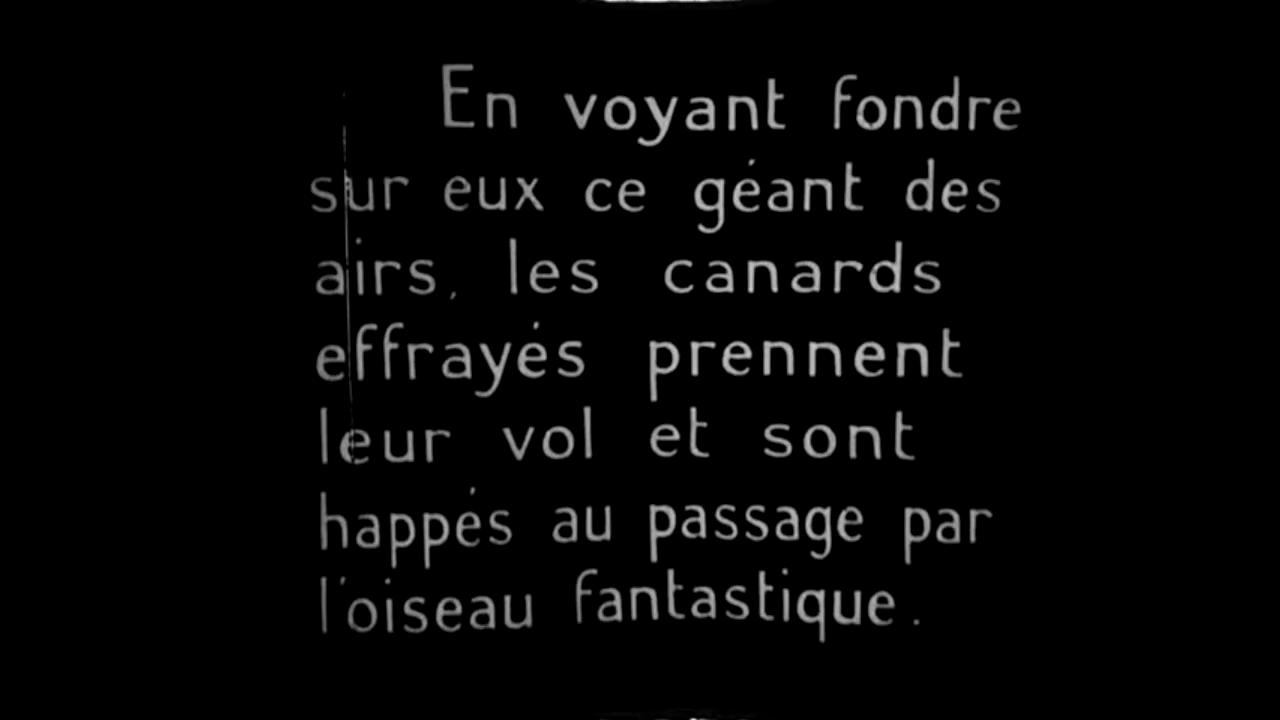 En voyant fondre
sur eux ce géant des
airs, les canards
effrayés prennent
leur vol et sont
happés au passage par
l'oiseau fantastique.